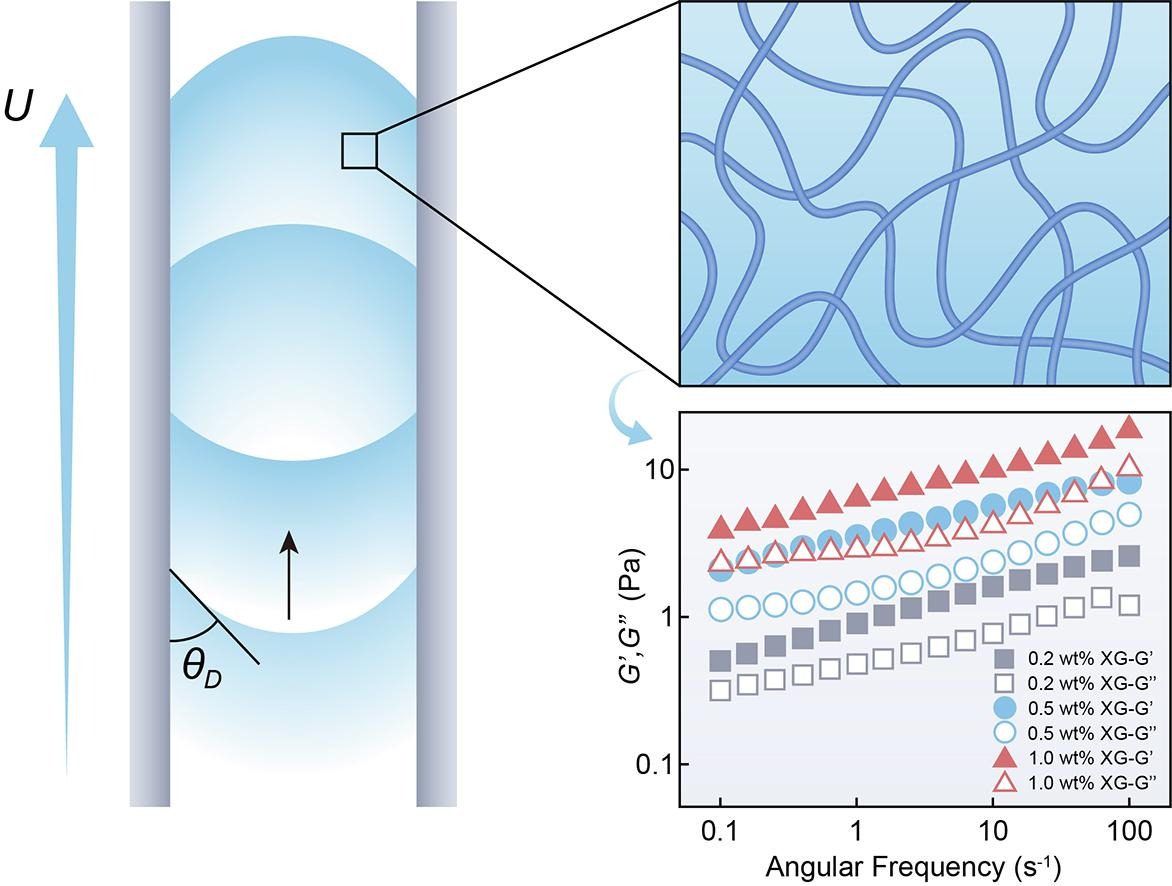 U
θD
10
1
0.1
G’,G” (Pa)
0.2 wt% XG-G’
0.2 wt% XG-G’’
0.5 wt% XG-G’
0.5 wt% XG-G’’
1.0 wt% XG-G’
1.0 wt% XG-G’’
0.1 1 10 100
Angular Frequency (s-1)